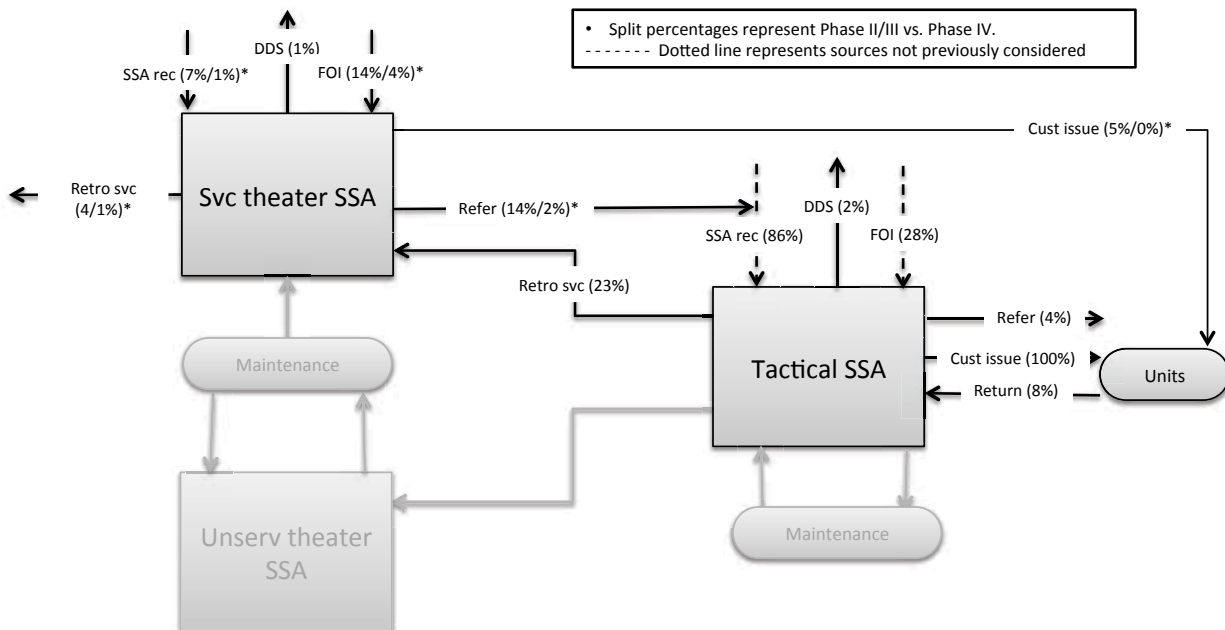 • Split percentages represent Phase II/III vs. Phase IV.
------- Dotted line represents sources not previously considered
DDS (1%)
SSA rec (7%/1%)*
FOI (14%/4%)*
Cust issue (5%/0%)*
Svc theater SSA
Retro svc
(4/1%)*
Refer (14%/2%)*
DDS (2%)
SSA rec (86%)
FOI (28%)
Retro svc (23%)
Refer (4%)
Maintenance
Tactical SSA
Cust issue (100%)
Units
Return (8%)
Unserv theater
SSA
Maintenance